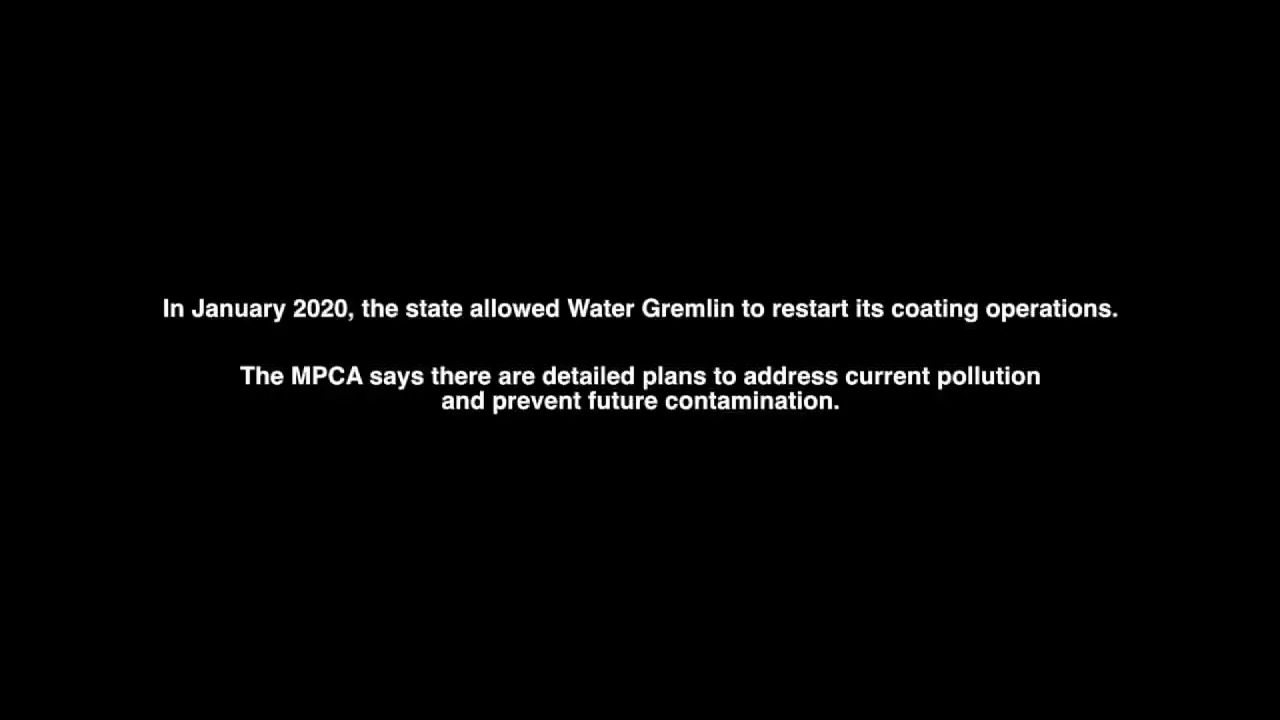 In January 2020, the state allowed Water Gremlin to restart its coating operations.
The MPCA says there are detailed plans to address current pollution
and prevent future contamination.